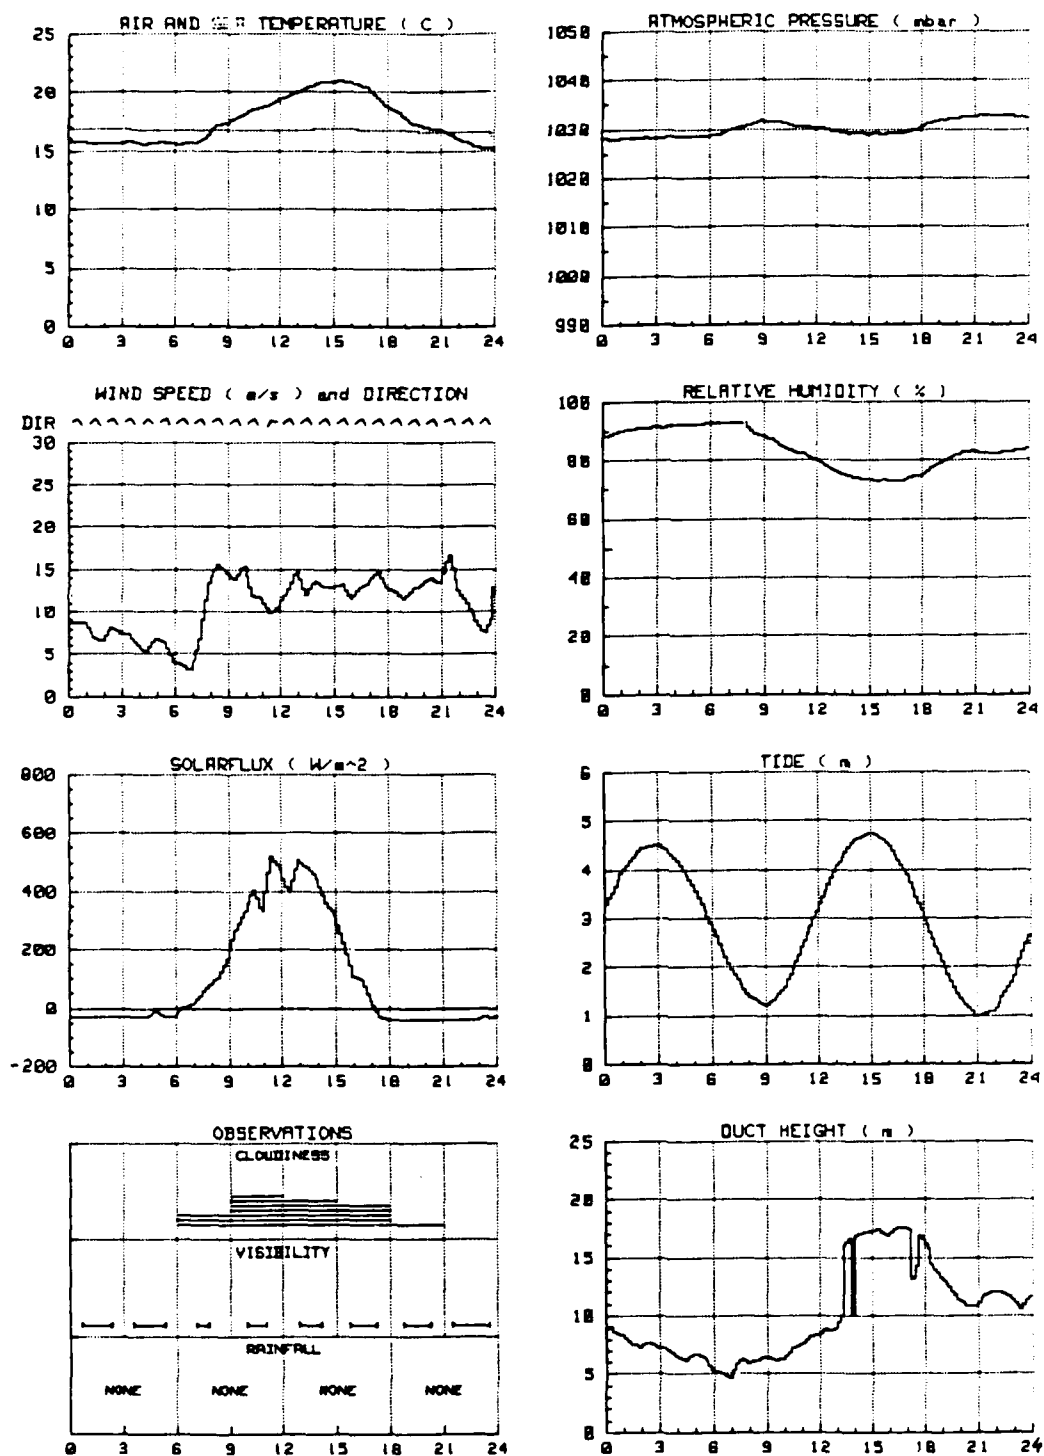 AIR AND SEA TEMPERATURE ( C )
25
20
15
10
5
0
0 3 6 9 12 15 18 21 24
ATMOSPHERIC PRESSURE ( mbar )
1050
1040
1030
1020
1010
1000
990
0 3 6 9 12 15 18 21 24
WIND SPEED ( m/s ) and DIRECTION
DIR
30
25
20
15
10
5
0
0 3 6 9 12 15 18 21 24
RELATIVE HUMIDITY ( % )
100
80
60
40
20
0
0 3 6 9 12 15 18 21 24
SOLARFLUX ( W/m^2 )
800
600
400
200
0
-200
0 3 6 9 12 15 18 21 24
TIDE ( m )
6
5
4
3
2
1
0
0 3 6 9 12 15 18 21 24
OBSERVATIONS
CLOUDINESS
VISIBILITY
RAINFALL
NONE NONE NONE NONE
0 3 6 9 12 15 18 21 24
DUCT HEIGHT ( m )
25
20
15
10
5
0
0 3 6 9 12 15 18 21 24